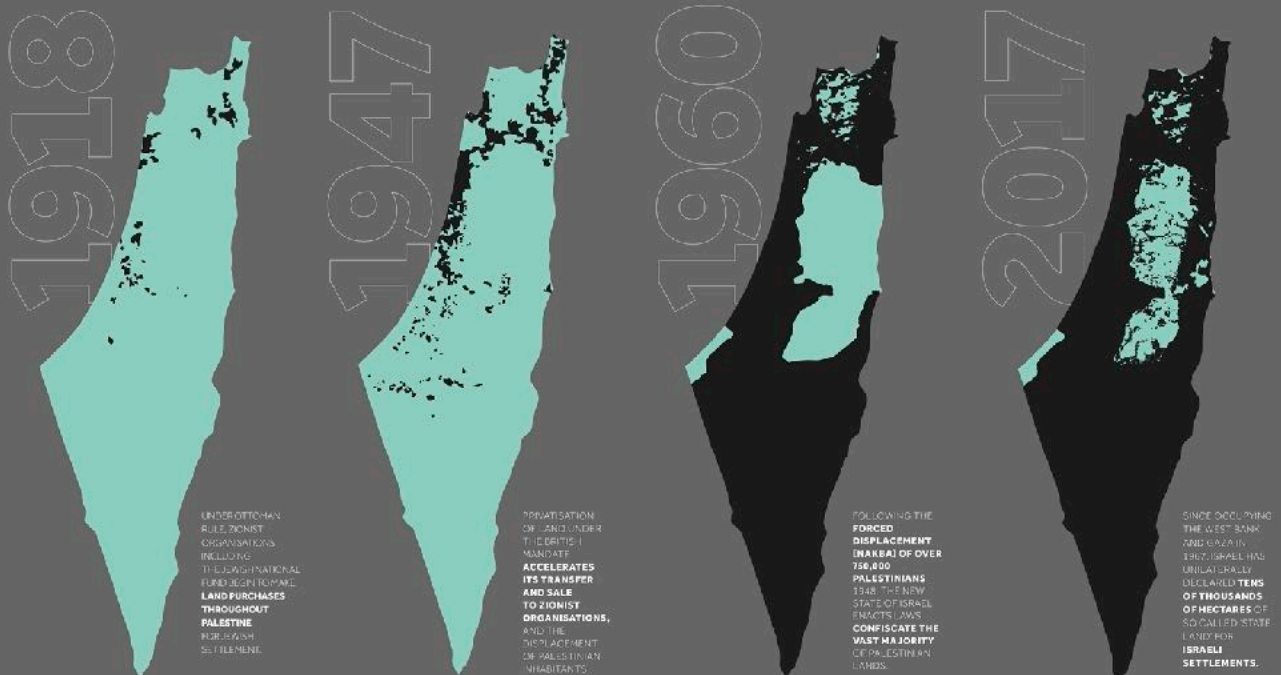 1918
UNDER OTTOMAN
RULE, ZIONIST
ORGANISATIONS
INCLUDING
THE JEWISH NATIONAL
FUND BEGIN TO MAKE
LAND PURCHASES
THROUGHOUT
PALESTINE
FOR JEWISH
SETTLEMENT.
1947
PRIVATISATION
OF LAND UNDER
THE BRITISH
MANDATE
ACCELERATES
ITS TRANSFER
AND SALE
TO ZIONIST
ORGANISATIONS,
AND THE
DISPLACEMENT
OF PALESTINIAN
INHABITANTS
1960
FOLLOWING THE
FORCED
DISPLACEMENT
[NAKBA] OF OVER
750,000
PALESTINIANS
1948. THE NEW
STATE OF ISRAEL
ENACTS LAWS
CONFISCATE THE
VAST MAJORITY
OF PALESTINIAN
LANDS.
2017
SINCE OCCUPYING
THE WEST BANK
AND GAZA IN
1967, ISRAEL HAS
UNILATERALLY
DECLARED TENS
OF THOUSANDS
OF HECTARES OF
SO CALLED 'STATE
LAND' FOR
ISRAELI
SETTLEMENTS.